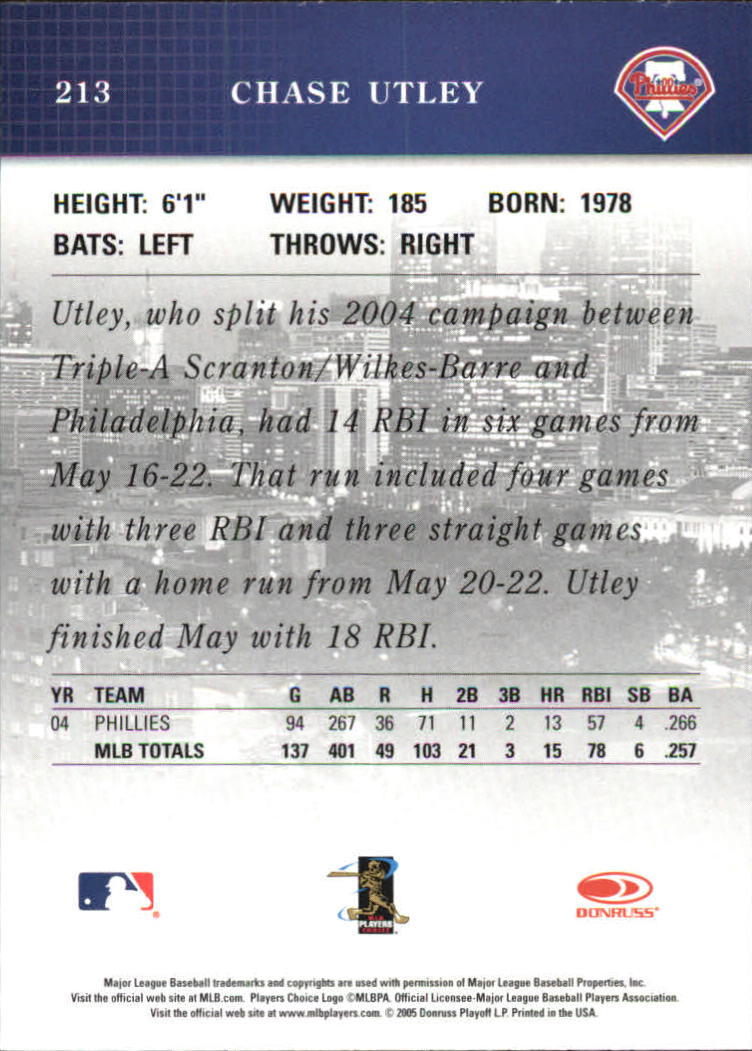 213 CHASE UTLEY Phillies
HEIGHT: 6'1" WEIGHT: 185 BORN: 1978
BATS: LEFT THROWS: RIGHT
Utley, who split his 2004 campaign between
Triple-A Scranton/Wilkes-Barre and
Philadelphia, had 14 RBI in six games from
May 16-22. That run included four games
with three RBI and three straight games
with a home run from May 20-22. Utley
finished May with 18 RBI.
YR TEAM G AB R H 2B 3B HR RBI SB BA
04 PHILLIES 94 267 36 71 11 2 13 57 4 .266
MLB TOTALS 137 401 49 103 21 3 15 78 6 .257
MLB
PLAYERS
CHOICE
DONRUSS
Major League Baseball trademarks and copyrights are used with permission of Major League Baseball Properties, Inc.
Visit the official web site at MLB.com. Players Choice Logo ©MLBPA. Official Licensee-Major League Baseball Players Association.
Visit the official web site at www.mlbplayers.com. © 2005 Donruss Playoff L.P. Printed in the USA.